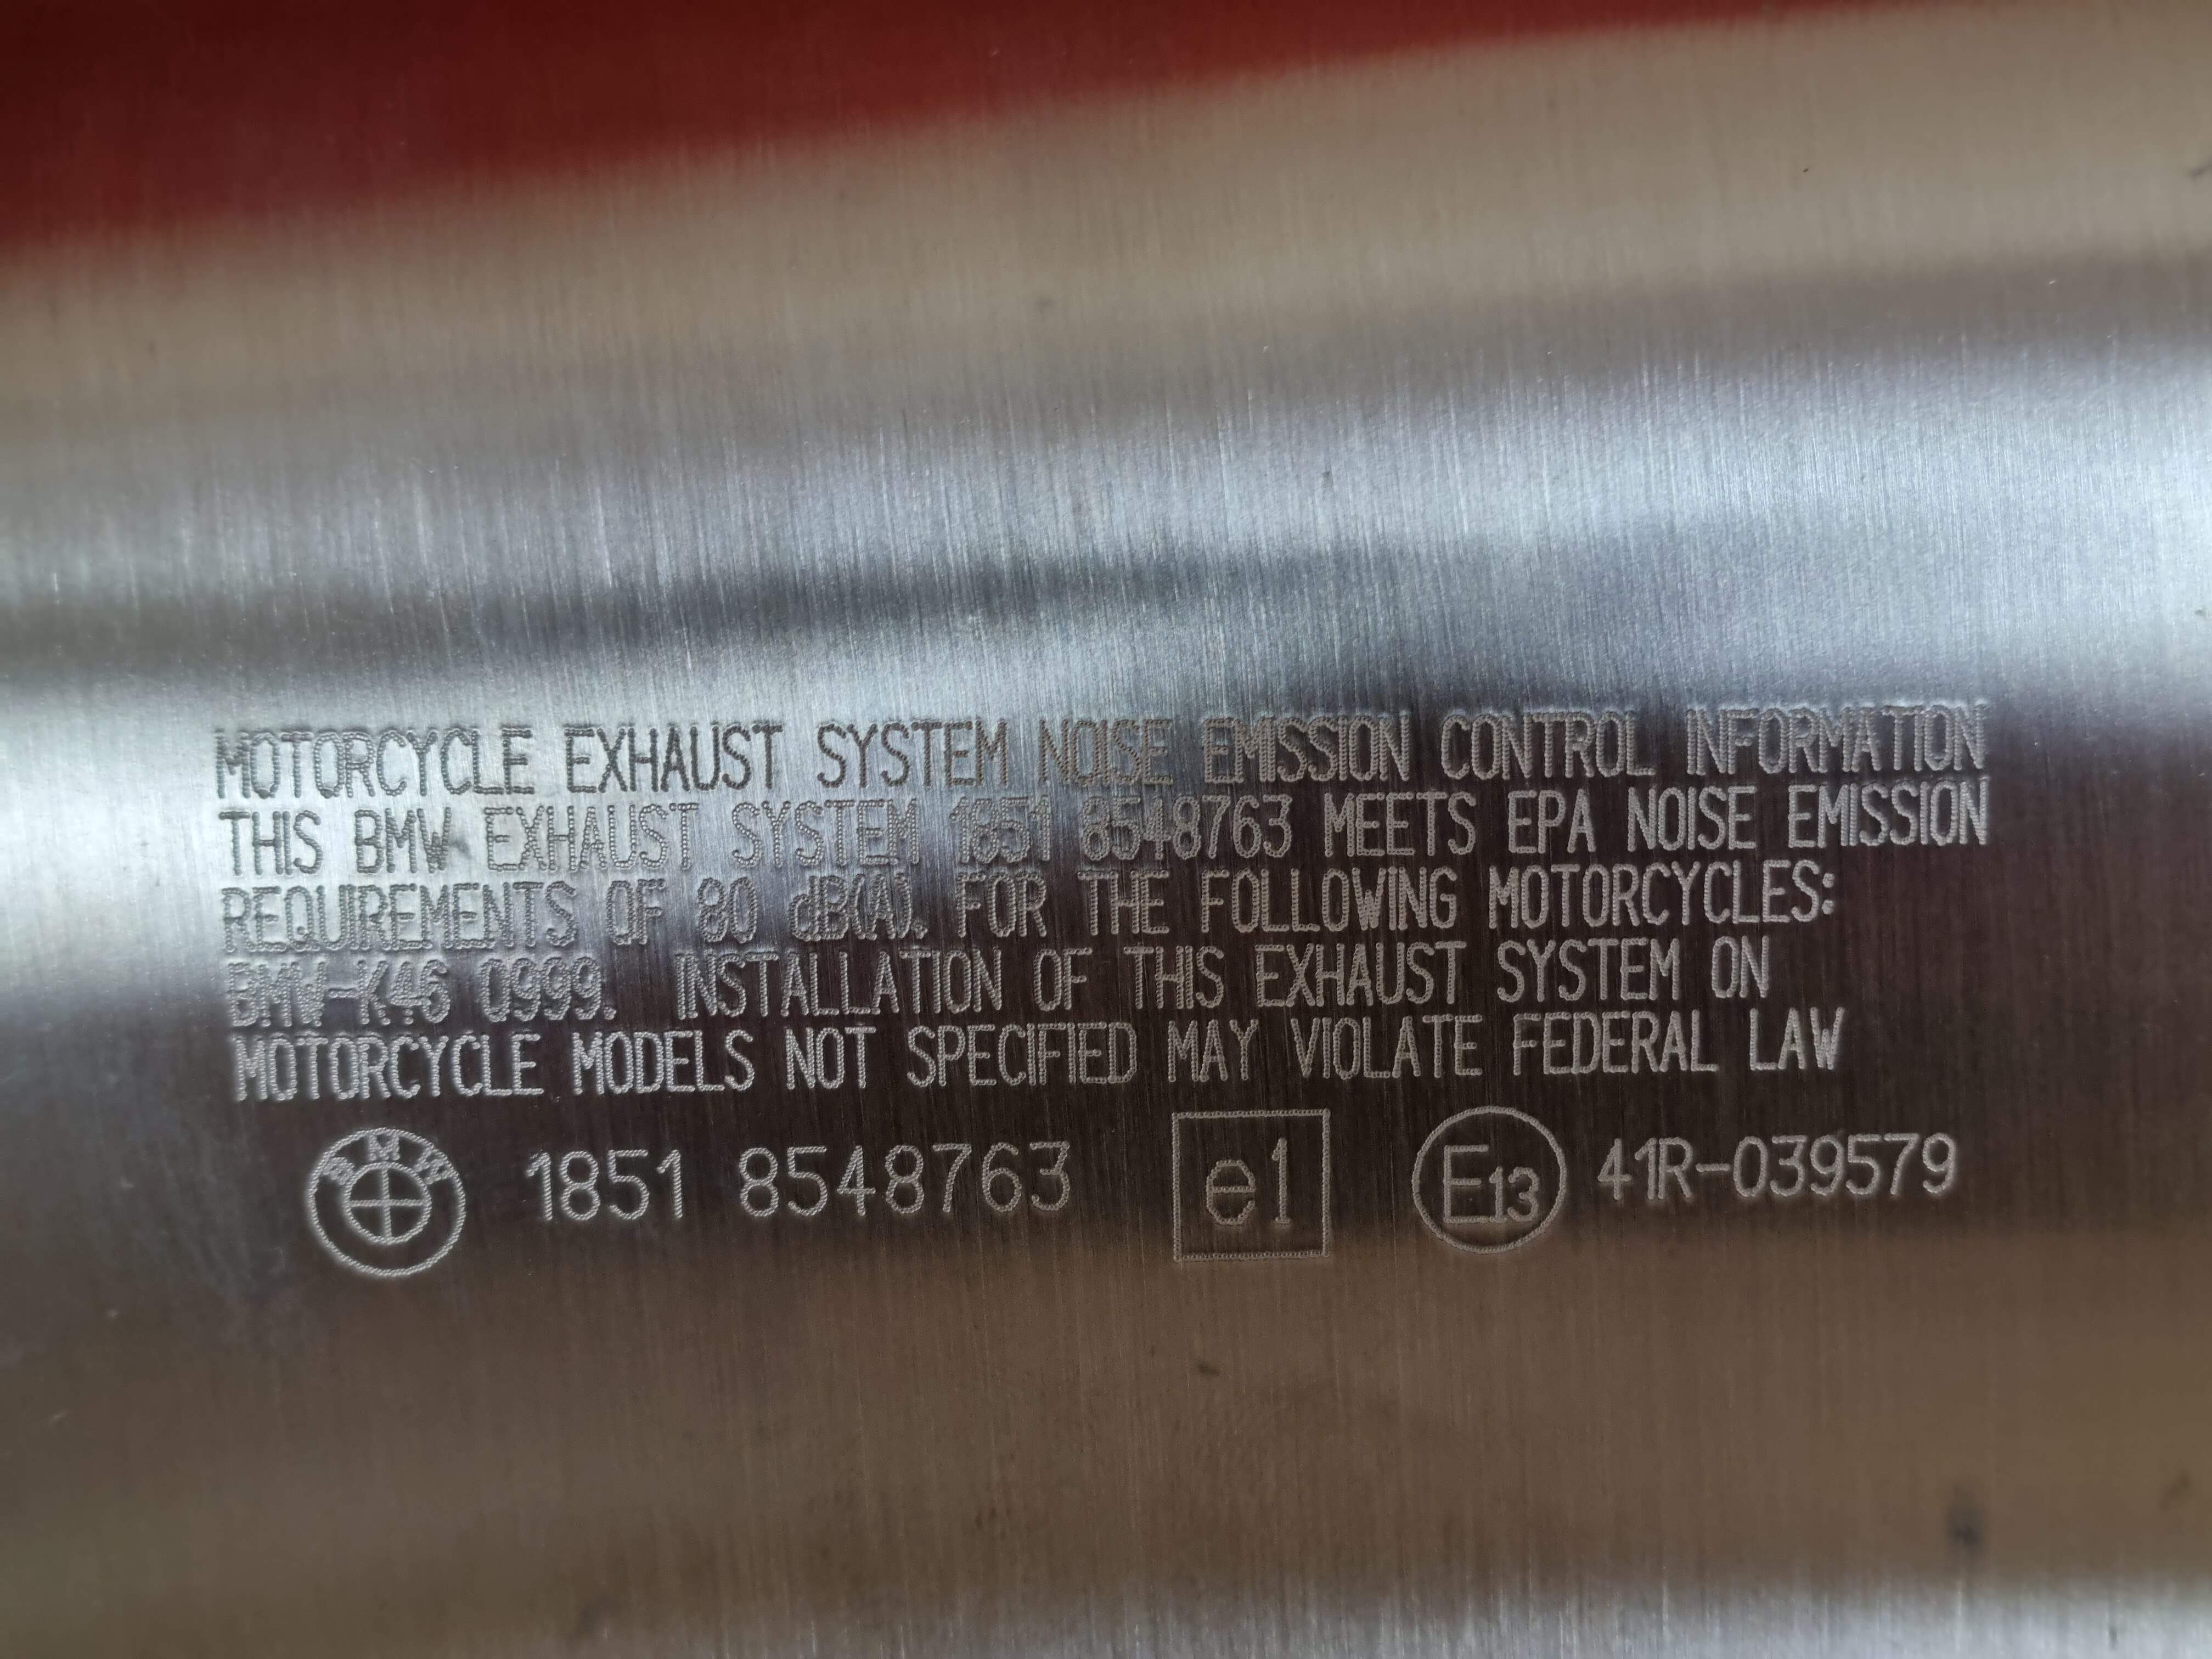 MOTORCYCLE EXHAUST SYSTEM NOISE EMISSION CONTROL INFORMATION
THIS BMW EXHAUST SYSTEM 1851 8548763 MEETS EPA NOISE EMISSION
REQUIREMENTS OF 80 dB(A). FOR THE FOLLOWING MOTORCYCLES:
BMW-K46 0999. INSTALLATION OF THIS EXHAUST SYSTEM ON
MOTORCYCLE MODELS NOT SPECIFIED MAY VIOLATE FEDERAL LAW
BMW 1851 8548763 e1 E13 41R-039579